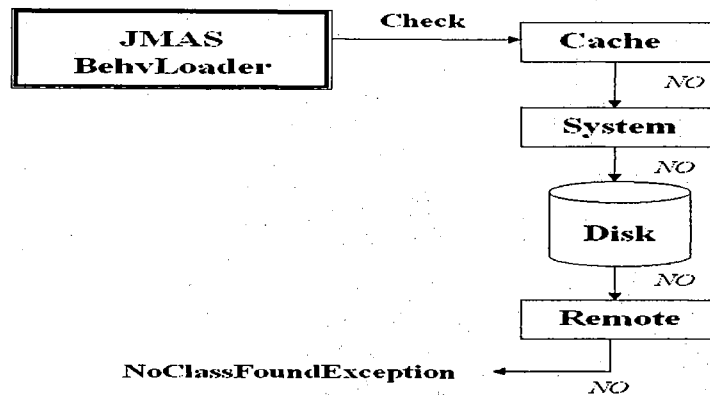 JMAS
BehvLoader
Check
Cache
NO
System
NO
Disk
NO
Remote
NoClassFoundException
NO